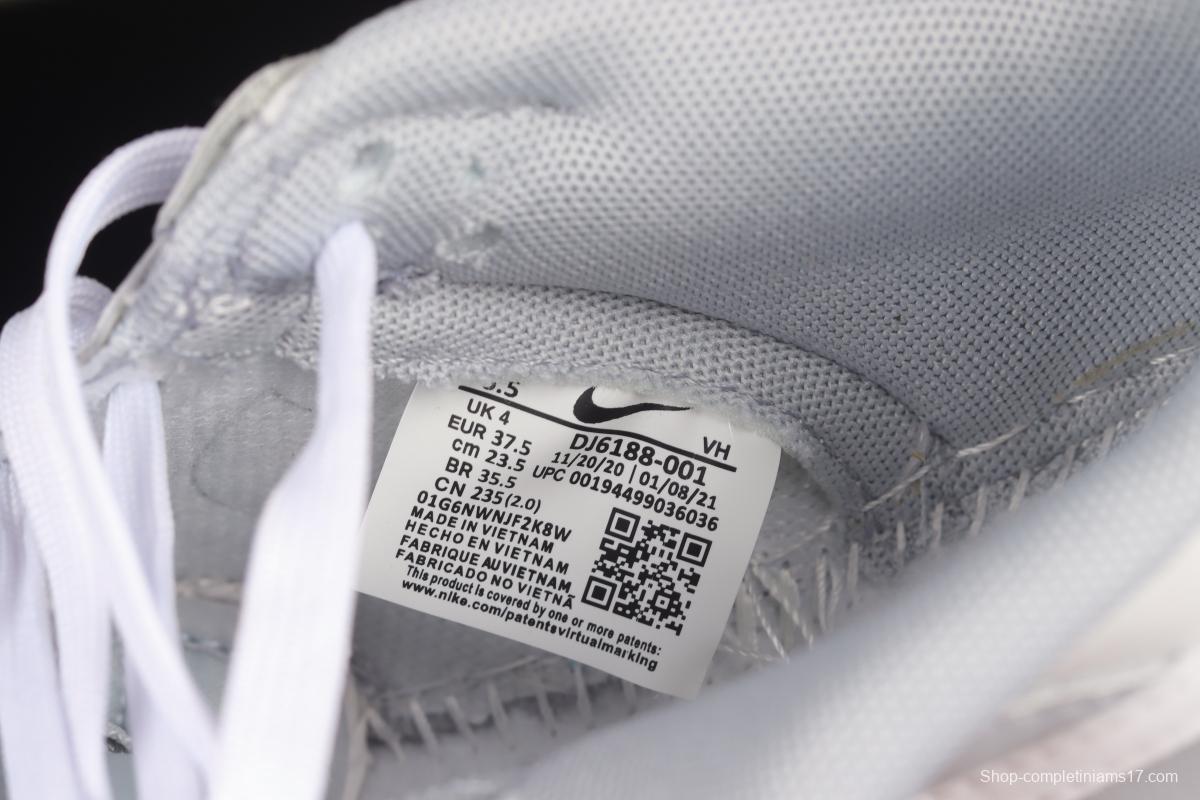 5.5
UK 4
EUR 37.5
cm 23.5
BR 35.5
CN 235(2.0)
VH
DJ6188-001
11/20/20 | 01/08/21
UPC 00194499036036
01G6NWNJF2K8W
MADE IN VIETNAM
HECHO EN VIETNAM
FABRIQUE AU VIETNAM
FABRICADO NO VIETNÃ
This product is covered by one or more patents:
www.nike.com/patentsvirtualmarking
Shop-completiniams17.com